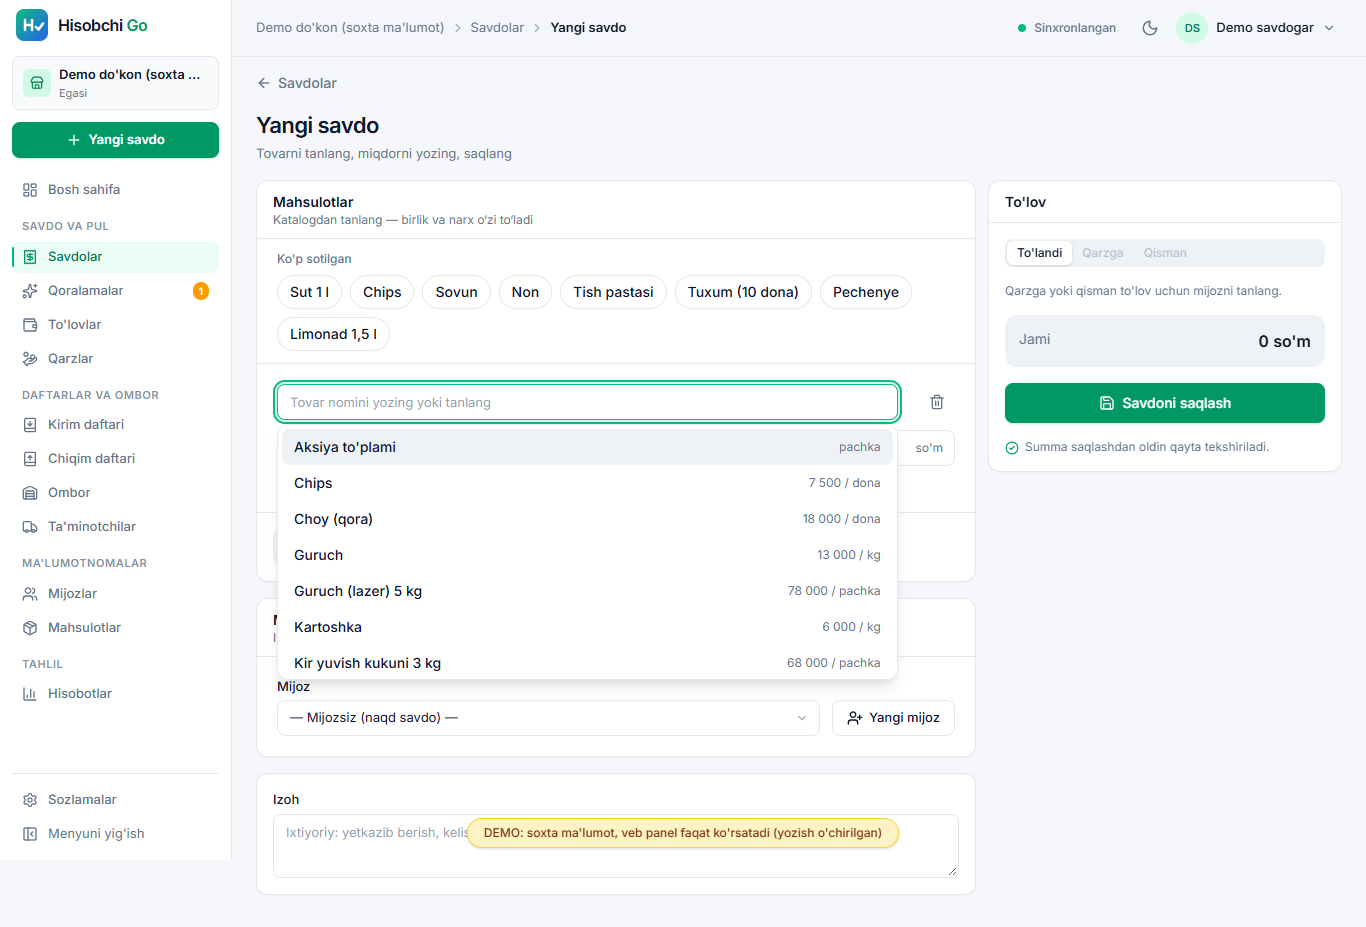 Hisobchi Go
Demo do'kon (soxta ...
Egasi
+ Yangi savdo
Bosh sahifa
SAVDO VA PUL
Savdolar
Qoralamalar 1
To'lovlar
Qarzlar
DAFTARLAR VA OMBOR
Kirim daftari
Chiqim daftari
Ombor
Ta'minotchilar
MA'LUMOTNOMALAR
Mijozlar
Mahsulotlar
TAHLIL
Hisobotlar
Sozlamalar
Menyuni yig'ish
Demo do'kon (soxta ma'lumot) > Savdolar > Yangi savdo
Sinxronlangan
DS Demo savdogar
← Savdolar
Yangi savdo
Tovarni tanlang, miqdorni yozing, saqlang
Mahsulotlar
Katalogdan tanlang — birlik va narx o‘zi to‘ladi
Ko'p sotilgan
Sut 1 l
Chips
Sovun
Non
Tish pastasi
Tuxum (10 dona)
Pechenye
Limonad 1,5 l
Tovar nomini yozing yoki tanlang
so'm
Aksiya to'plami pachka
Chips 7 500 / dona
Choy (qora) 18 000 / dona
Guruch 13 000 / kg
Guruch (lazer) 5 kg 78 000 / pachka
Kartoshka 6 000 / kg
Kir yuvish kukuni 3 kg 68 000 / pachka
Mijoz
— Mijozsiz (naqd savdo) —
Yangi mijoz
Izoh
Ixtiyoriy: yetkazib berish,
DEMO: soxta ma'lumot, veb panel faqat ko'rsatadi (yozish o'chirilgan)
To'lov
To'landi Qarzga Qisman
Qarzga yoki qisman to'lov uchun mijozni tanlang.
Jami 0 so'm
Savdoni saqlash
Summa saqlashdan oldin qayta tekshiriladi.